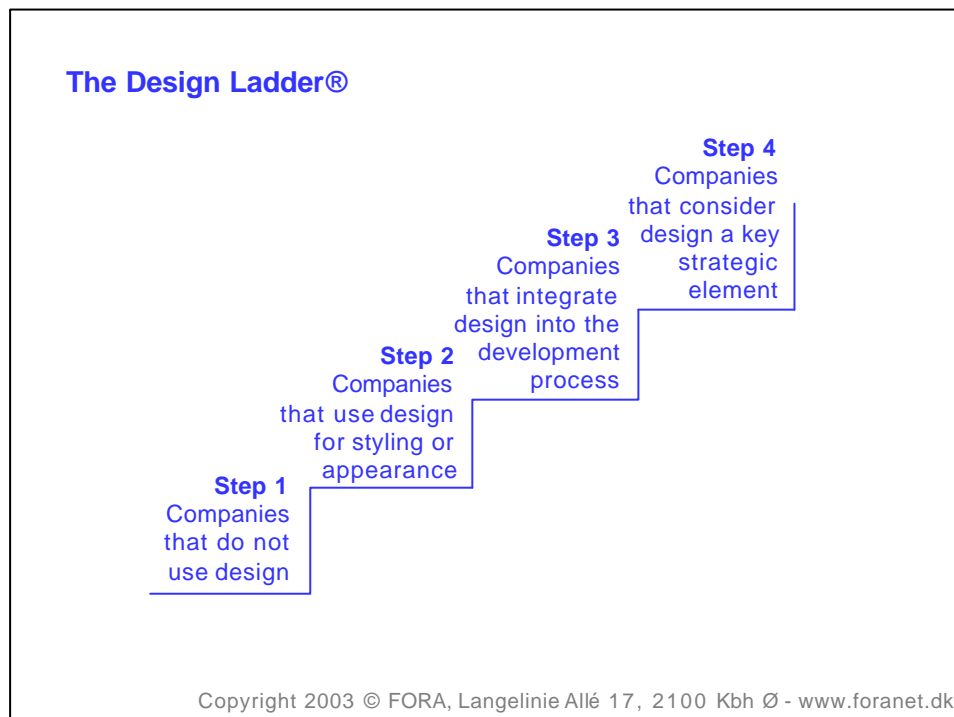 The Design Ladder®
Step 1
Companies
that do not
use design
Step 2
Companies
that use design
for styling or
appearance
Step 3
Companies
that integrate
design into the
development
process
Step 4
Companies
that consider
design a key
strategic
element
Copyright 2003 © FORA, Langelinie Allé 17, 2100 Kbh Ø - www.foranet.dk